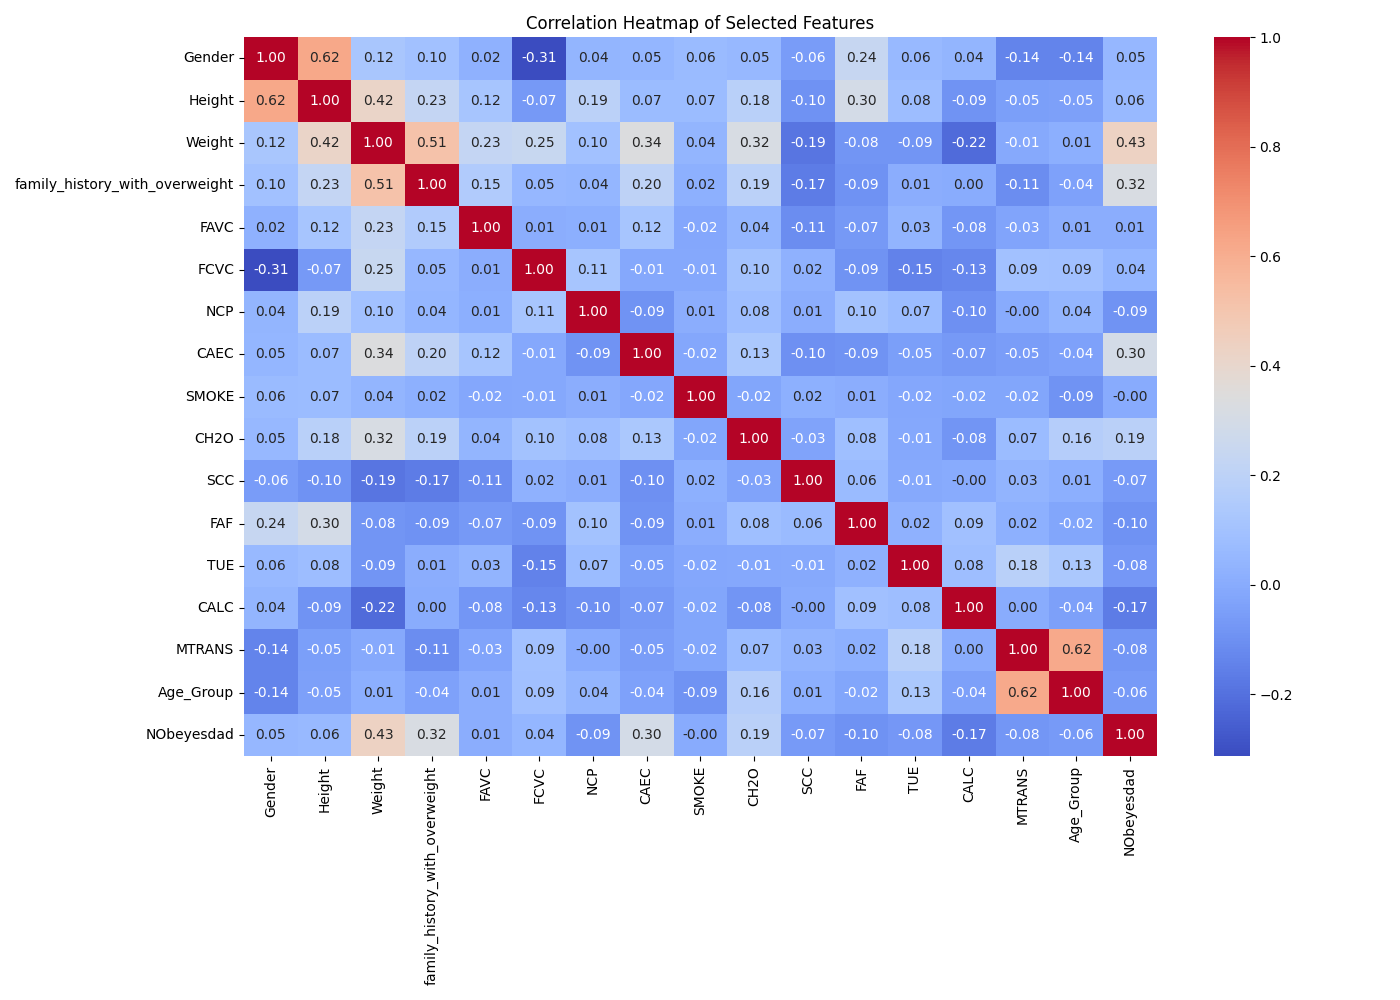 Correlation Heatmap of Selected Features
Gender 1.00 0.62 0.12 0.10 0.02 -0.31 0.04 0.05 0.06 0.05 -0.06 0.24 0.06 0.04 -0.14 -0.14 0.05
Height 0.62 1.00 0.42 0.23 0.12 -0.07 0.19 0.07 0.07 0.18 -0.10 0.30 0.08 -0.09 -0.05 -0.05 0.06
Weight 0.12 0.42 1.00 0.51 0.23 0.25 0.10 0.34 0.04 0.32 -0.19 -0.08 -0.09 -0.22 -0.01 0.01 0.43
family_history_with_overweight 0.10 0.23 0.51 1.00 0.15 0.05 0.04 0.20 0.02 0.19 -0.17 -0.09 0.01 0.00 -0.11 -0.04 0.32
FAVC 0.02 0.12 0.23 0.15 1.00 0.01 0.01 0.12 -0.02 0.04 -0.11 -0.07 0.03 -0.08 -0.03 0.01 0.01
FCVC -0.31 -0.07 0.25 0.05 0.01 1.00 0.11 -0.01 -0.01 0.10 0.02 -0.09 -0.15 -0.13 0.09 0.09 0.04
NCP 0.04 0.19 0.10 0.04 0.01 0.11 1.00 -0.09 0.01 0.08 0.01 0.10 0.07 -0.10 -0.00 0.04 -0.09
CAEC 0.05 0.07 0.34 0.20 0.12 -0.01 -0.09 1.00 -0.02 0.13 -0.10 -0.09 -0.05 -0.07 -0.05 -0.04 0.30
SMOKE 0.06 0.07 0.04 0.02 -0.02 -0.01 0.01 -0.02 1.00 -0.02 0.02 0.01 -0.02 -0.02 -0.02 -0.09 -0.00
CH2O 0.05 0.18 0.32 0.19 0.04 0.10 0.08 0.13 -0.02 1.00 -0.03 0.08 -0.01 -0.08 0.07 0.16 0.19
SCC -0.06 -0.10 -0.19 -0.17 -0.11 0.02 0.01 -0.10 0.02 -0.03 1.00 0.06 -0.01 -0.00 0.03 0.01 -0.07
FAF 0.24 0.30 -0.08 -0.09 -0.07 -0.09 0.10 -0.09 0.01 0.08 0.06 1.00 0.02 0.09 0.02 -0.02 -0.10
TUE 0.06 0.08 -0.09 0.01 0.03 -0.15 0.07 -0.05 -0.02 -0.01 -0.01 0.02 1.00 0.08 0.18 0.13 -0.08
CALC 0.04 -0.09 -0.22 0.00 -0.08 -0.13 -0.10 -0.07 -0.02 -0.08 -0.00 0.09 0.08 1.00 0.00 -0.04 -0.17
MTRANS -0.14 -0.05 -0.01 -0.11 -0.03 0.09 -0.00 -0.05 -0.02 0.07 0.03 0.02 0.18 0.00 1.00 0.62 -0.08
Age_Group -0.14 -0.05 0.01 -0.04 0.01 0.09 0.04 -0.04 -0.09 0.16 0.01 -0.02 0.13 -0.04 0.62 1.00 -0.06
NObeyesdad 0.05 0.06 0.43 0.32 0.01 0.04 -0.09 0.30 -0.00 0.19 -0.07 -0.10 -0.08 -0.17 -0.08 -0.06 1.00
Gender
Height
Weight
family_history_with_overweight
FAVC
FCVC
NCP
CAEC
SMOKE
CH2O
SCC
FAF
TUE
CALC
MTRANS
Age_Group
NObeyesdad
1.0
0.8
0.6
0.4
0.2
0.0
−0.2